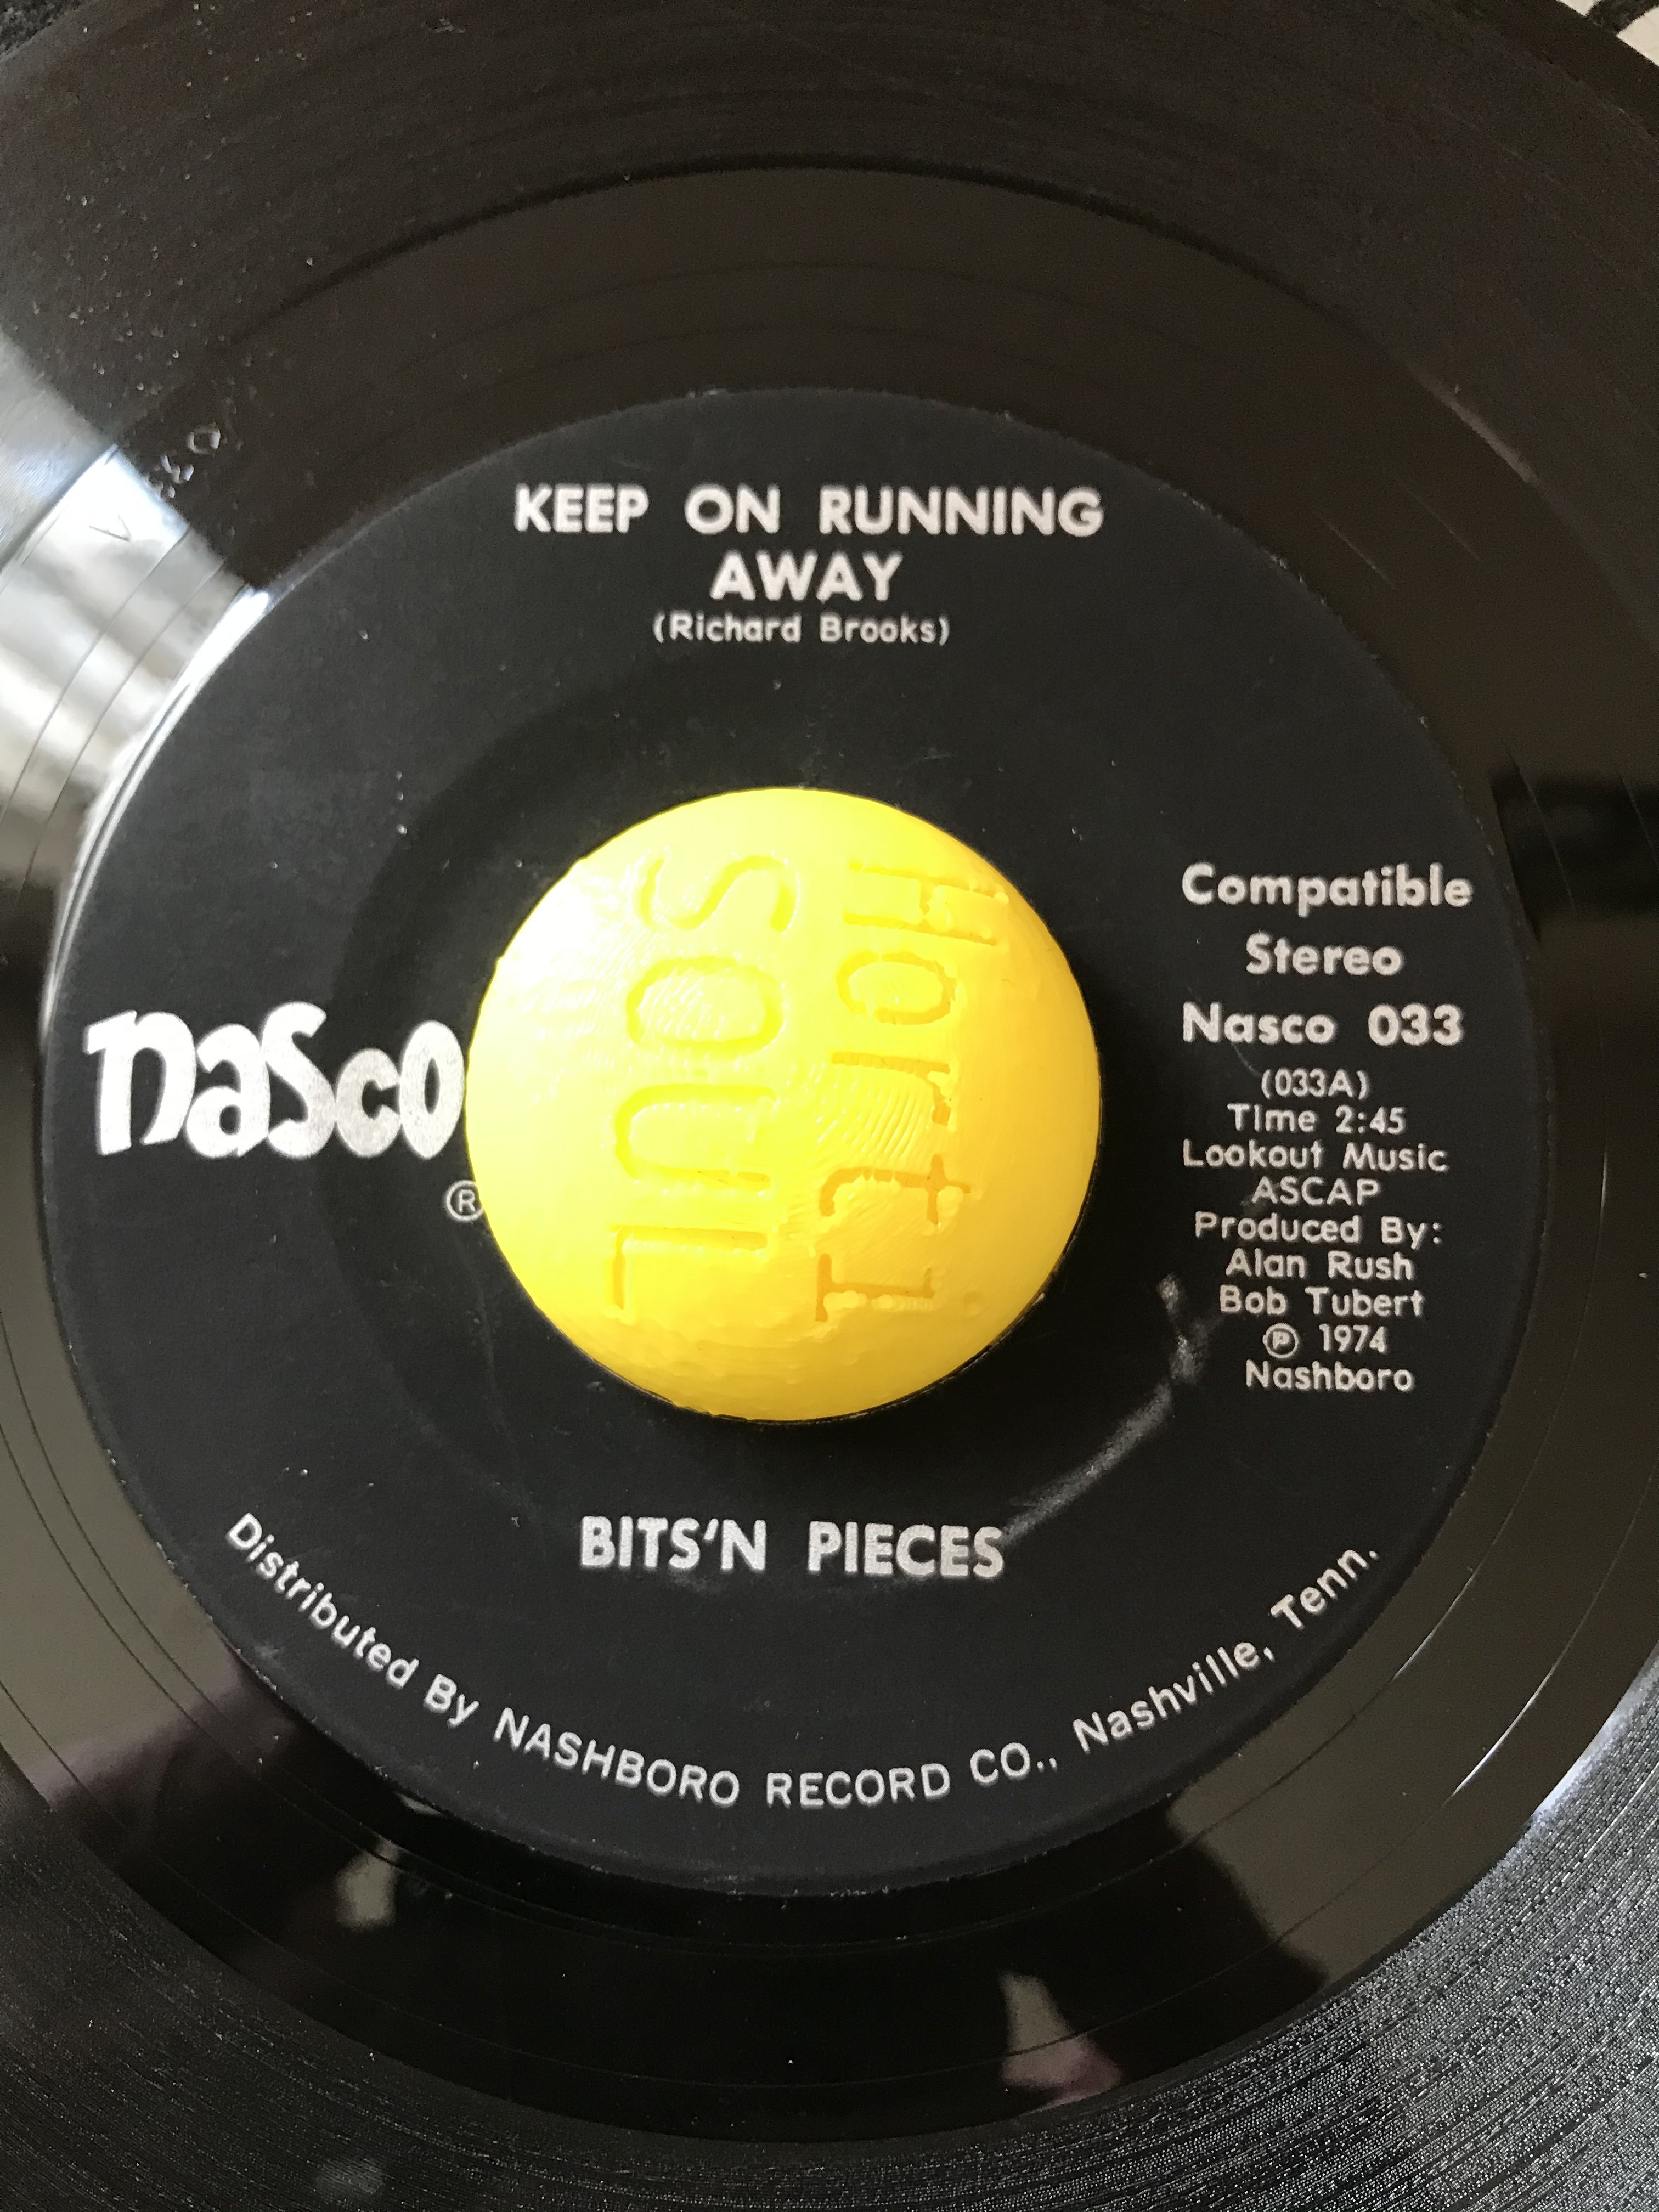 KEEP ON RUNNING
AWAY
(Richard Brooks)
nasco
®
Compatible
Stereo
Nasco 033
(033A)
Time 2:45
Lookout Music
ASCAP
Produced By:
Alan Rush
Bob Tubert
℗ 1974
Nashboro
HortI
SOUL
BITS'N PIECES
Distributed By NASHBORO RECORD CO., Nashville, Tenn.